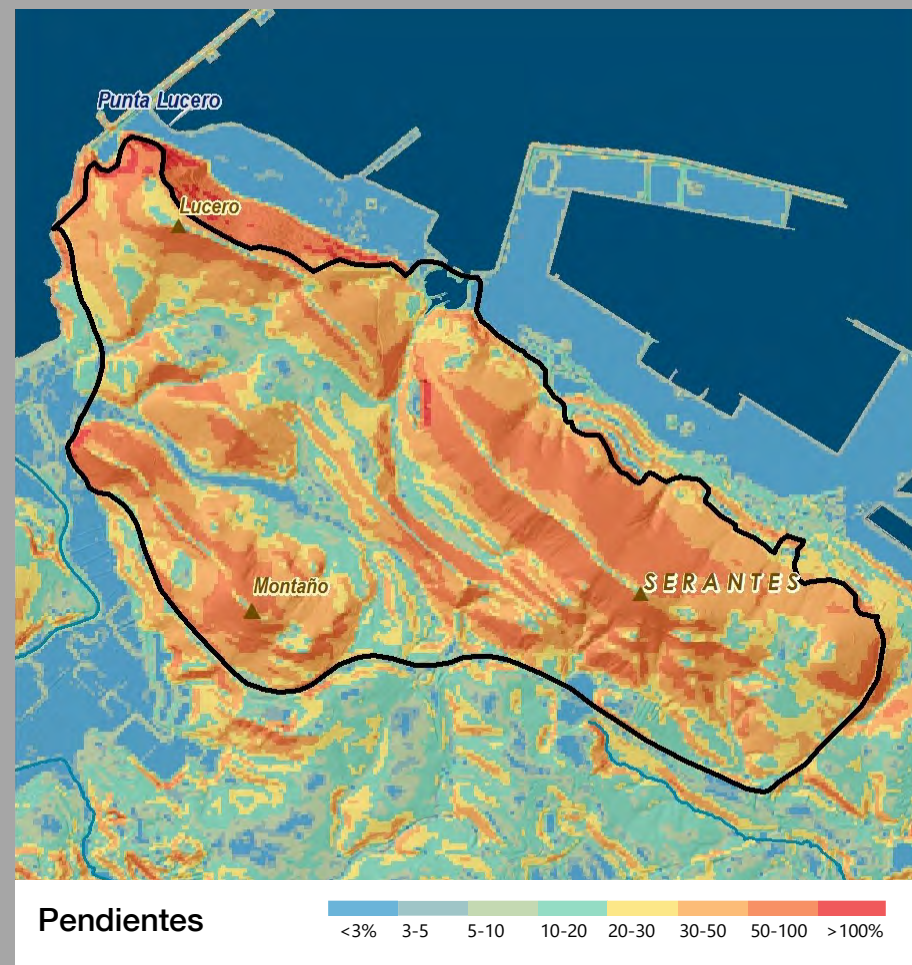 Punta Lucero
Lucero
Montaño
SERANTES
Pendientes
<3% 3-5 5-10 10-20 20-30 30-50 50-100 >100%